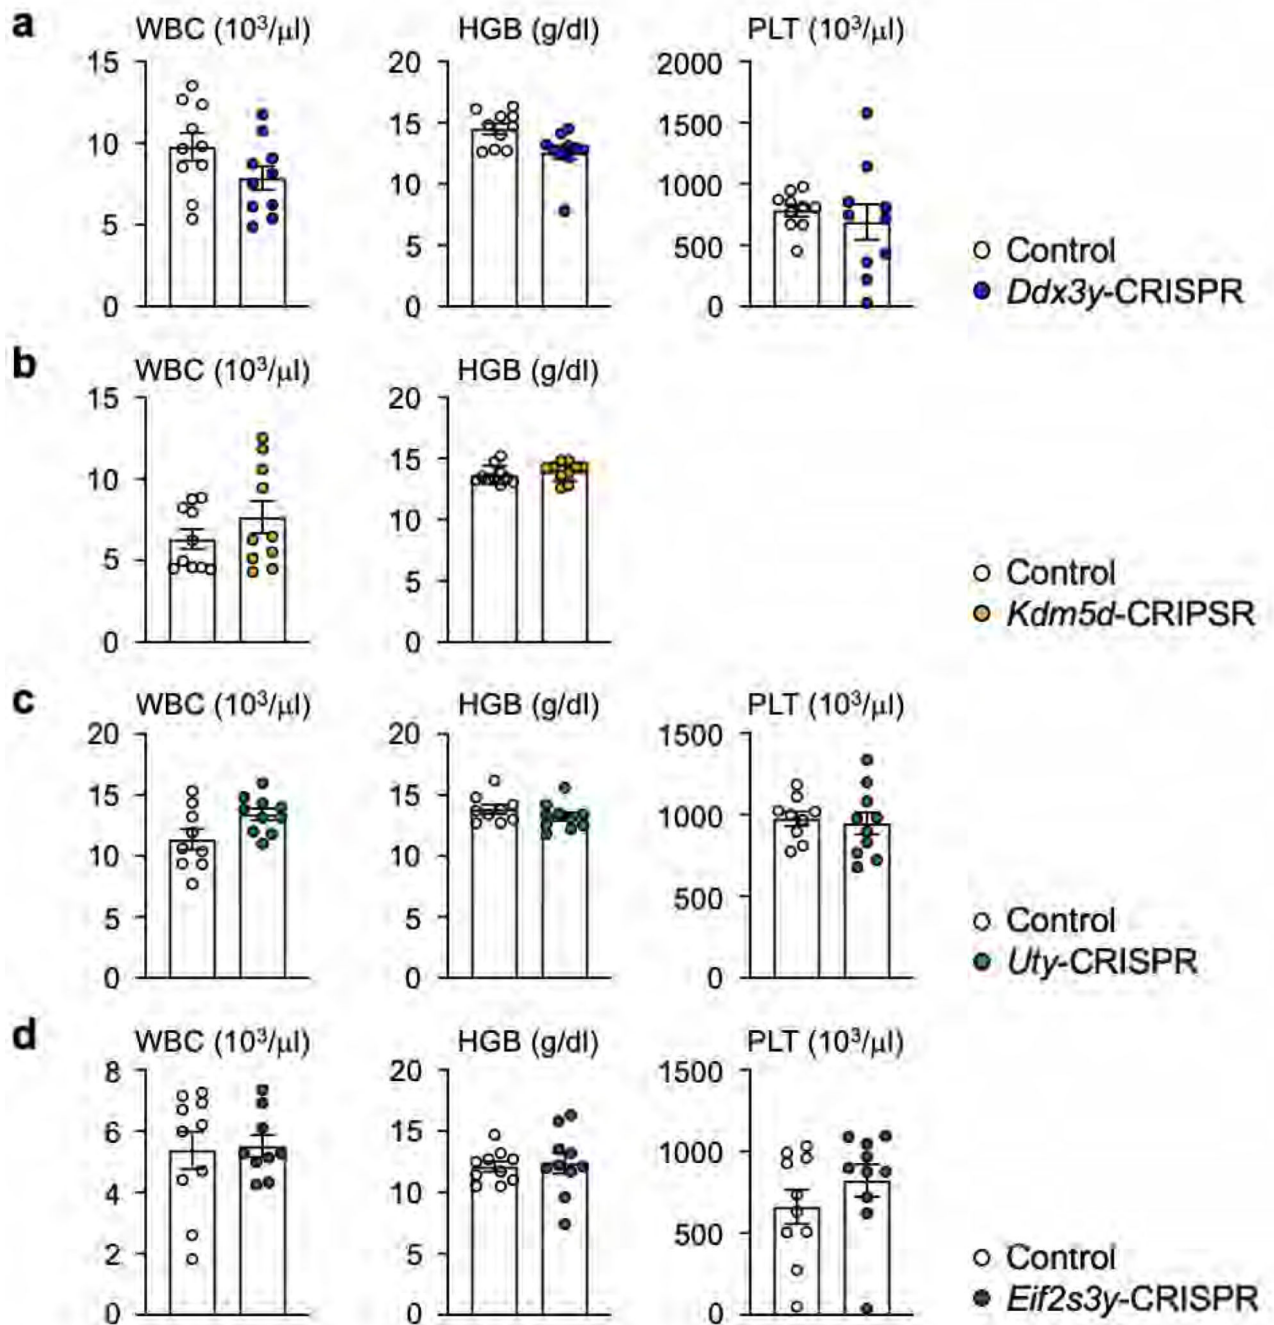 a
WBC (10³/µl) HGB (g/dl) PLT (10³/µl)
15 20 2000
15 1500
10
10 1000
5
5 500
0 0 0
Control
Ddx3y-CRISPR
b
WBC (10³/µl) HGB (g/dl)
15 20
15
10
10
5
5
0 0
Control
Kdm5d-CRIPSR
c
WBC (10³/µl) HGB (g/dl) PLT (10³/µl)
20 20 1500
15 15
1000
10 10
500
5 5
0 0 0
Control
Uty-CRISPR
d
WBC (10³/µl) HGB (g/dl) PLT (10³/µl)
8 20 1500
6 15
1000
4 10
500
2 5
0 0 0
Control
Eif2s3y-CRISPR